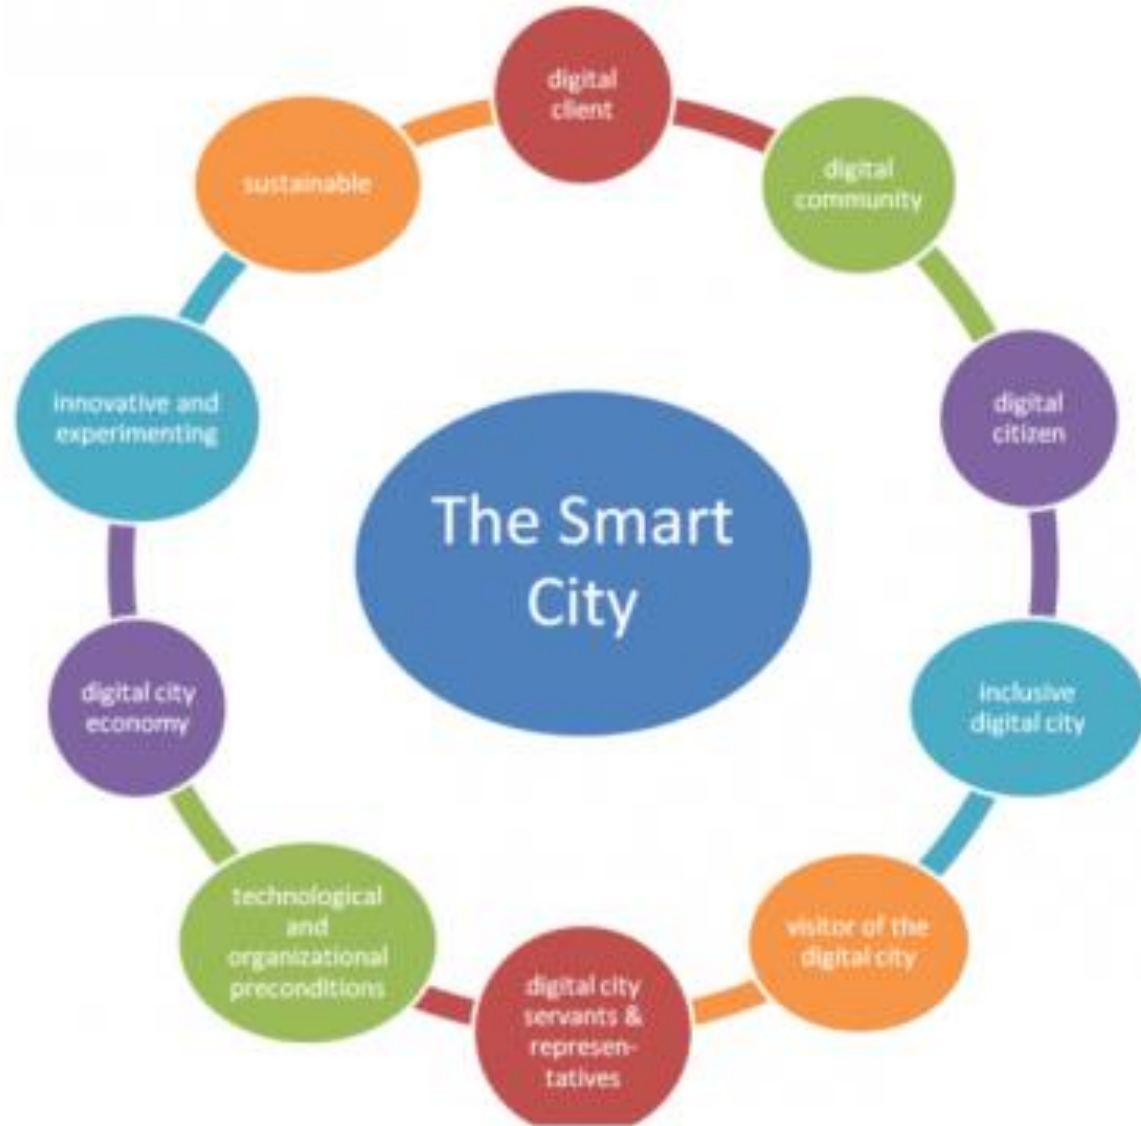 digital
client
digital
community
digital
citizen
inclusive
digital city
visitor of the
digital city
digital city
servants &
represen-
tatives
technological
and
organizational
preconditions
digital city
economy
innovative and
experimenting
sustainable
The Smart
City